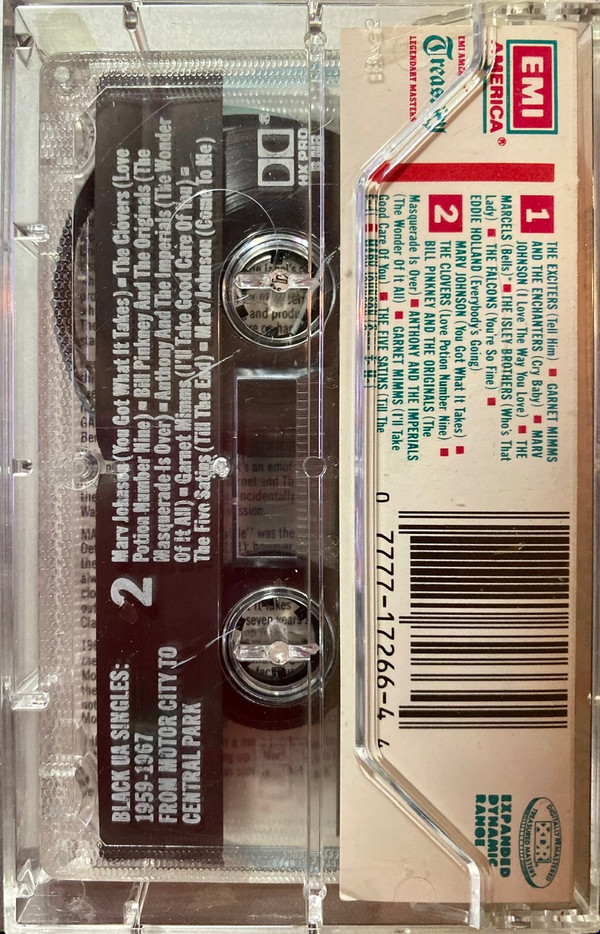 EMI
AMERICA®
EMI AM
Treasury
LEGENDARY MASTERS
1
THE EXCITERS (Tell Him) ■ GARNET MIMMS
AND THE ENCHANTERS (Cry Baby) ■ MARV
JOHNSON (I Love The Way You Love) ■ THE
MARCELS (Bells) ■ THE ISLEY BROTHERS (Who's That
Lady) ■ THE FALCONS (You're So Fine) ■
EDDIE HOLLAND (Everybody's Going)
2
MARV JOHNSON (You Got What It Takes) ■
THE CLOVERS (Love Potion Number Nine) ■
BILL PINKNEY AND THE ORIGINALS (The
Masquerade Is Over) ■ ANTHONY AND THE IMPERIALS
(The Wonder Of It All) ■ GARNET MIMMS (I'll Take
Good Care Of You) ■ THE FIVE SATINS (Till The
0 7777-17266-4 4
EXPANDED
DYNAMIC
RANGE
DIGITALLY REMASTERED
XDR
HX PRO
BLACK UA SINGLES:
1959-1967
FROM MOTOR CITY TO
CENTRAL PARK
2
Marv Johnson (You Got What It Takes) ■ The Clovers (Love
Potion Number Nine) ■ Bill Pinkney And The Originals (The
Masquerade Is Over) ■ Anthony And The Imperials (The Wonder
Of It All) ■ Garnet Mimms (I'll Take Good Care Of You) ■
The Five Satins (Till The End) ■ Marv Johnson (Come To Me)